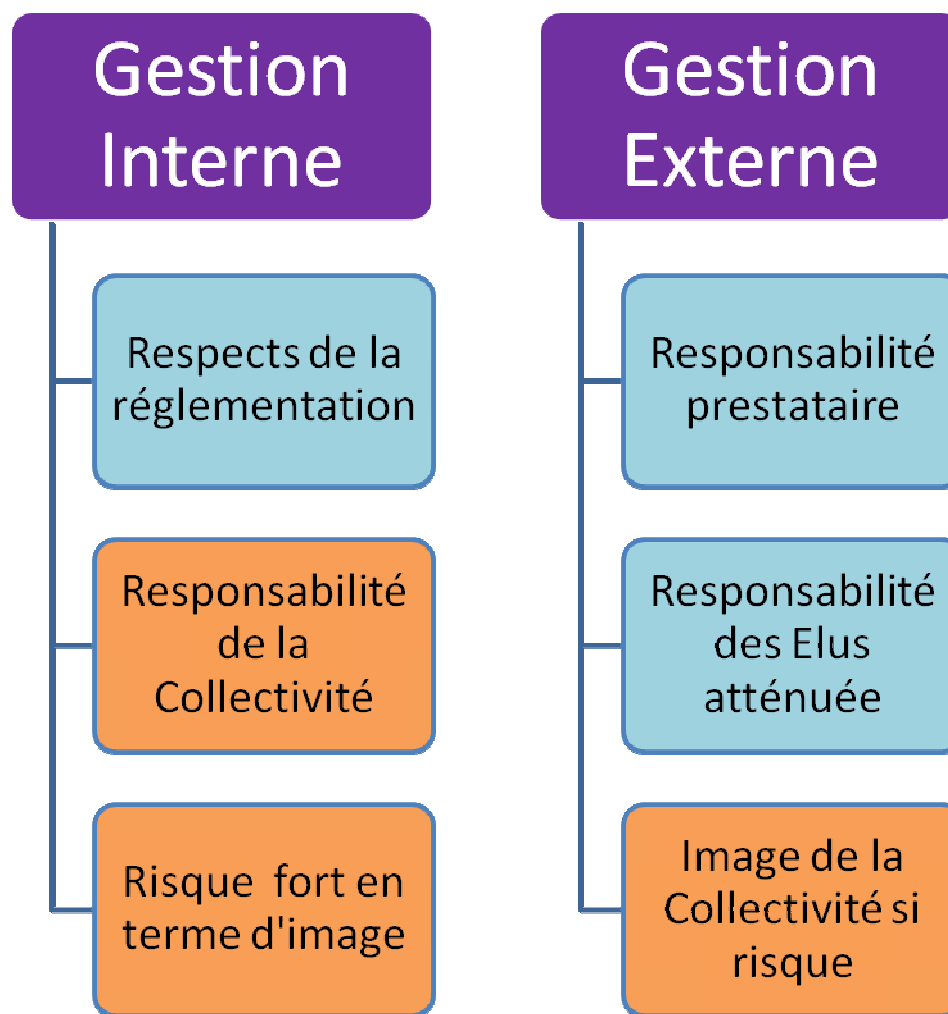 Gestion
Interne
Respects de la
réglementation
Responsabilité
de la
Collectivité
Risque fort en
terme d'image
Gestion
Externe
Responsabilité
prestataire
Responsabilité
des Elus
atténuée
Image de la
Collectivité si
risque